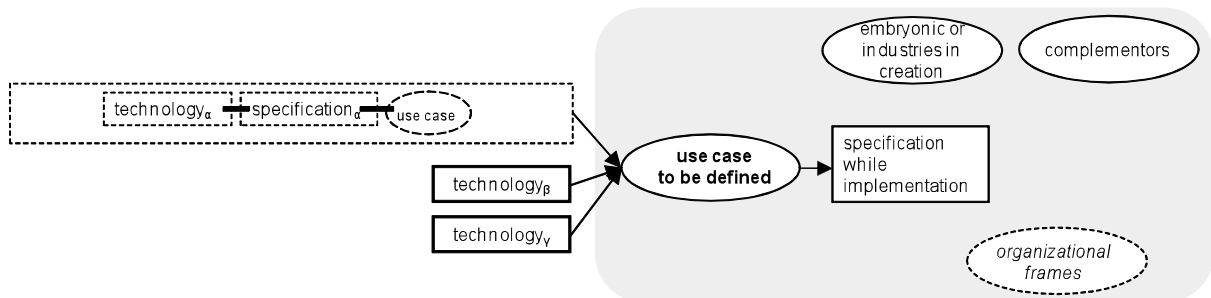 embryonic or
industries in
creation
complementors
technologyα
specificationα
use case
use case
to be defined
specification
while
implementation
technologyβ
technologyγ
organizational
frames